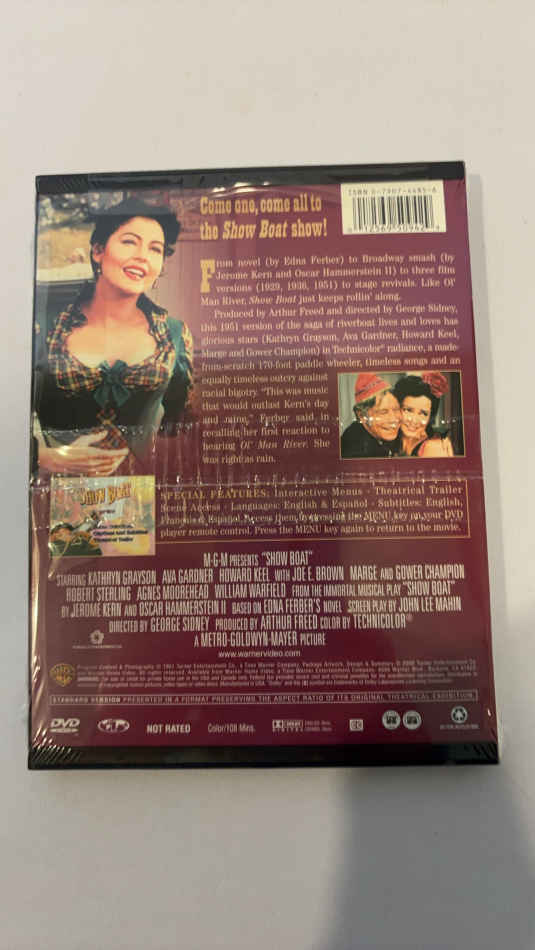 ISBN 0-7907-4485-6
Come one, come all to
the Show Boat show!
From novel (by Edna Ferber) to Broadway smash (by
Jerome Kern and Oscar Hammerstein II) to three film
versions (1929, 1936, 1951) to stage revivals. Like Ol'
Man River, Show Boat just keeps rollin' along.
Produced by Arthur Freed and directed by George Sidney,
this 1951 version of the saga of riverboat lives and loves has
glorious stars (Kathryn Grayson, Ava Gardner, Howard Keel,
Marge and Gower Champion) in Technicolor® radiance, a made-
from-scratch 170-foot paddle wheeler, timeless songs and an
equally timeless outcry against
racial bigotry. "This was music
that would outlast Kern's day
and mine," Ferber said in
recalling her first reaction to
hearing Ol' Man River. She
was right as rain.
SHOW BOAT
SPECIAL FEATURES: Interactive Menus · Theatrical Trailer
Scene Access · Languages: English & Español · Subtitles: English,
Français & Español. Access them by pressing the MENU key on your DVD
player remote control. Press the MENU key again to return to the movie.
M-G-M PRESENTS "SHOW BOAT"
STARRING KATHRYN GRAYSON AVA GARDNER HOWARD KEEL WITH JOE E. BROWN MARGE AND GOWER CHAMPION
ROBERT STERLING AGNES MOOREHEAD WILLIAM WARFIELD FROM THE IMMORTAL MUSICAL PLAY "SHOW BOAT"
BY JEROME KERN AND OSCAR HAMMERSTEIN II BASED ON EDNA FERBER'S NOVEL SCREEN PLAY BY JOHN LEE MAHIN
DIRECTED BY GEORGE SIDNEY PRODUCED BY ARTHUR FREED COLOR BY TECHNICOLOR®
A METRO-GOLDWYN-MAYER PICTURE
www.warnervideo.com
STANDARD VERSION PRESENTED IN A FORMAT PRESERVING THE ASPECT RATIO OF ITS ORIGINAL THEATRICAL EXHIBITION.
DVD
NOT RATED
Color/108 Mins.